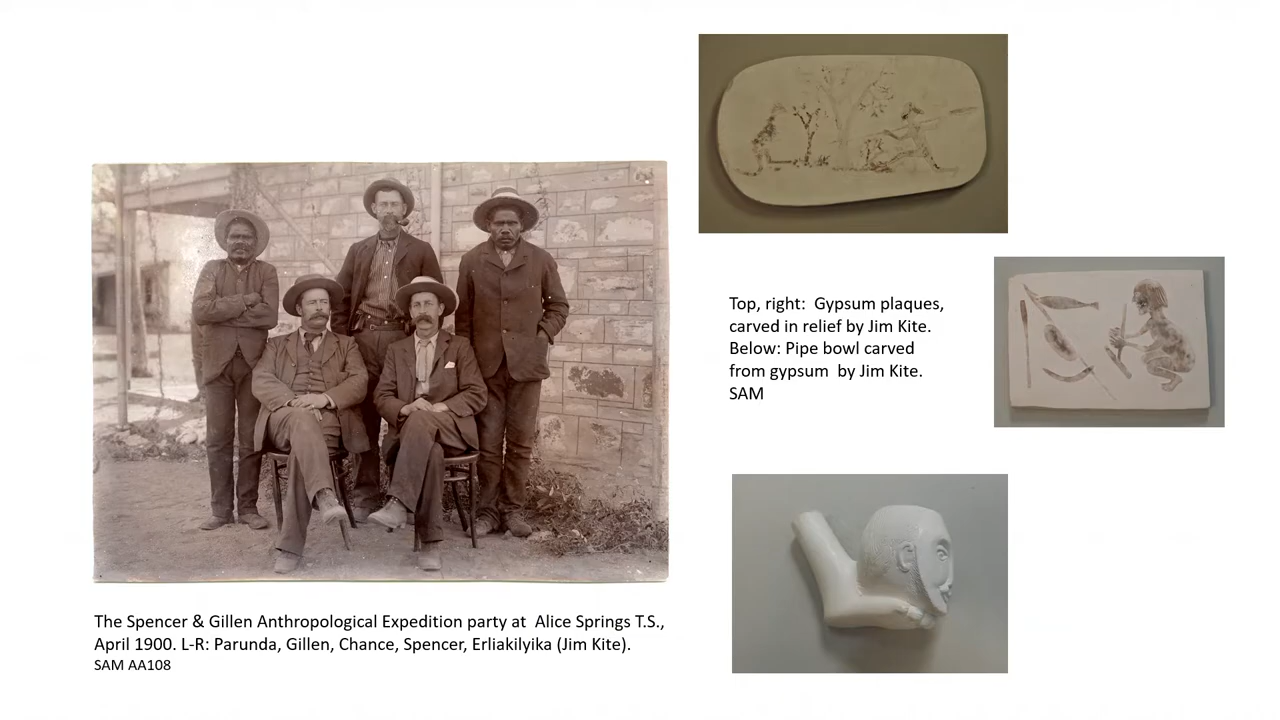 Top, right:  Gypsum plaques,
carved in relief by Jim Kite.
Below: Pipe bowl carved
from gypsum  by Jim Kite.
SAM
The Spencer & Gillen Anthropological Expedition party at  Alice Springs T.S.,
April 1900. L-R: Parunda, Gillen, Chance, Spencer, Erliakilyika (Jim Kite).
SAM AA108